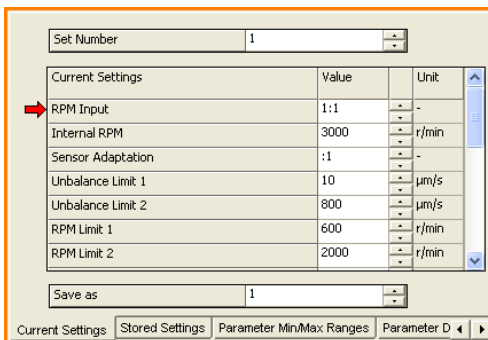 Set Number 1
Current Settings Value Unit
RPM Input 1:1 -
Internal RPM 3000 r/min
Sensor Adaptation :1 -
Unbalance Limit 1 10 µm/s
Unbalance Limit 2 800 µm/s
RPM Limit 1 600 r/min
RPM Limit 2 2000 r/min
Save as 1
Current Settings Stored Settings Parameter Min/Max Ranges Parameter D